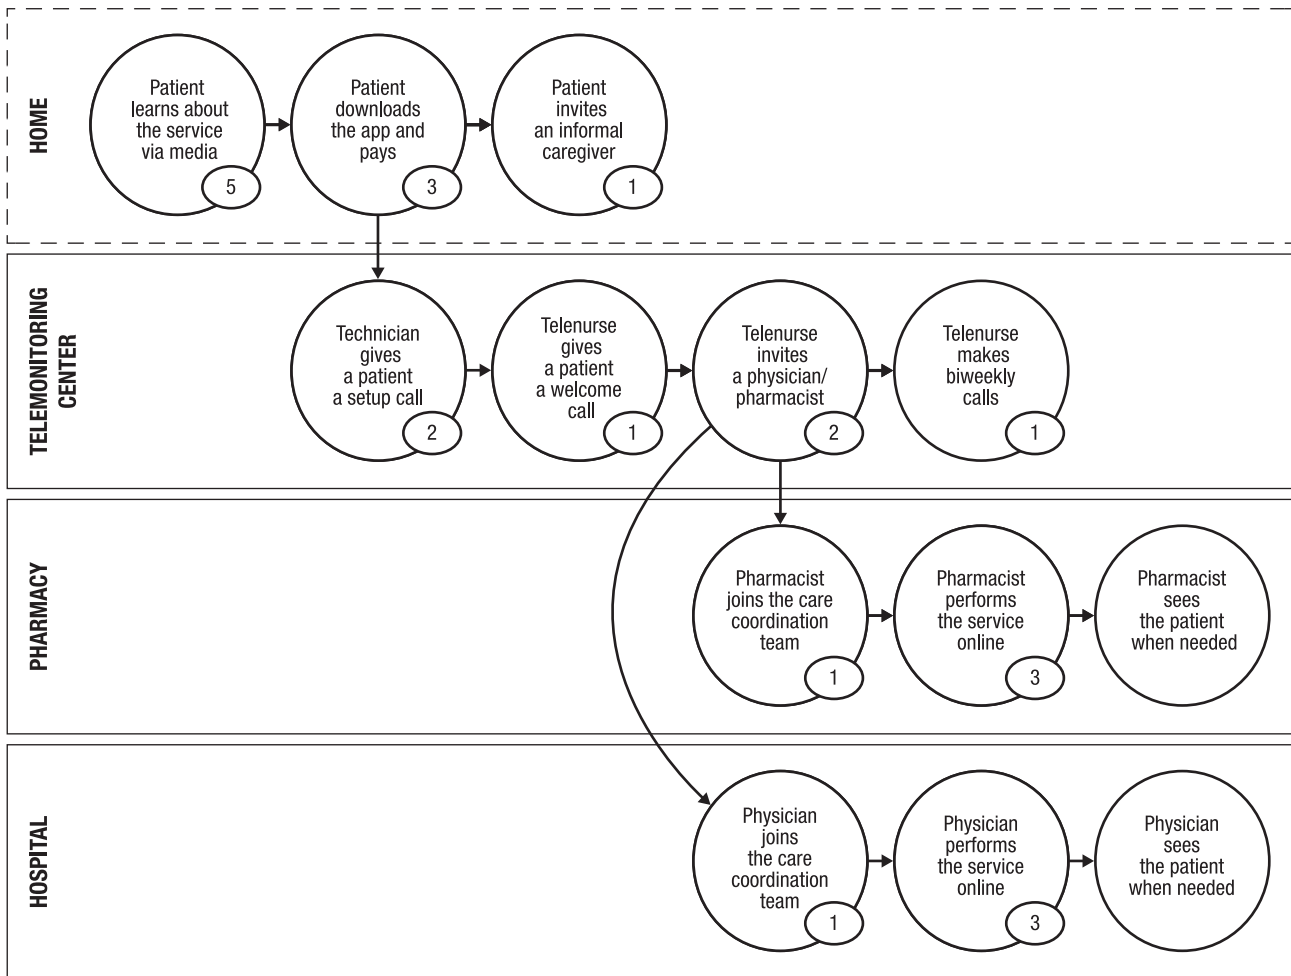 HOME
Patient
learns about
the service
via media
5
Patient
downloads
the app and
pays
3
Patient
invites
an informal
caregiver
1
TELEMONITORING
CENTER
Technician
gives
a patient
a setup call
2
Telenurse
gives
a patient
a welcome
call
1
Telenurse
invites
a physician/
pharmacist
2
Telenurse
makes
biweekly
calls
1
PHARMACY
Pharmacist
joins the care
coordination
team
1
Pharmacist
performs
the service
online
3
Pharmacist
sees
the patient
when needed
HOSPITAL
Physician
joins
the care
coordination
team
1
Physician
performs
the service
online
3
Physician
sees
the patient
when needed